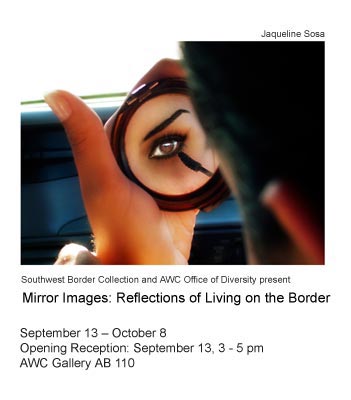 Jaqueline Sosa
Southwest Border Collection and AWC Office of Diversity present
Mirror Images: Reflections of Living on the Border
September 13 – October 8
Opening Reception: September 13, 3 - 5 pm
AWC Gallery AB 110